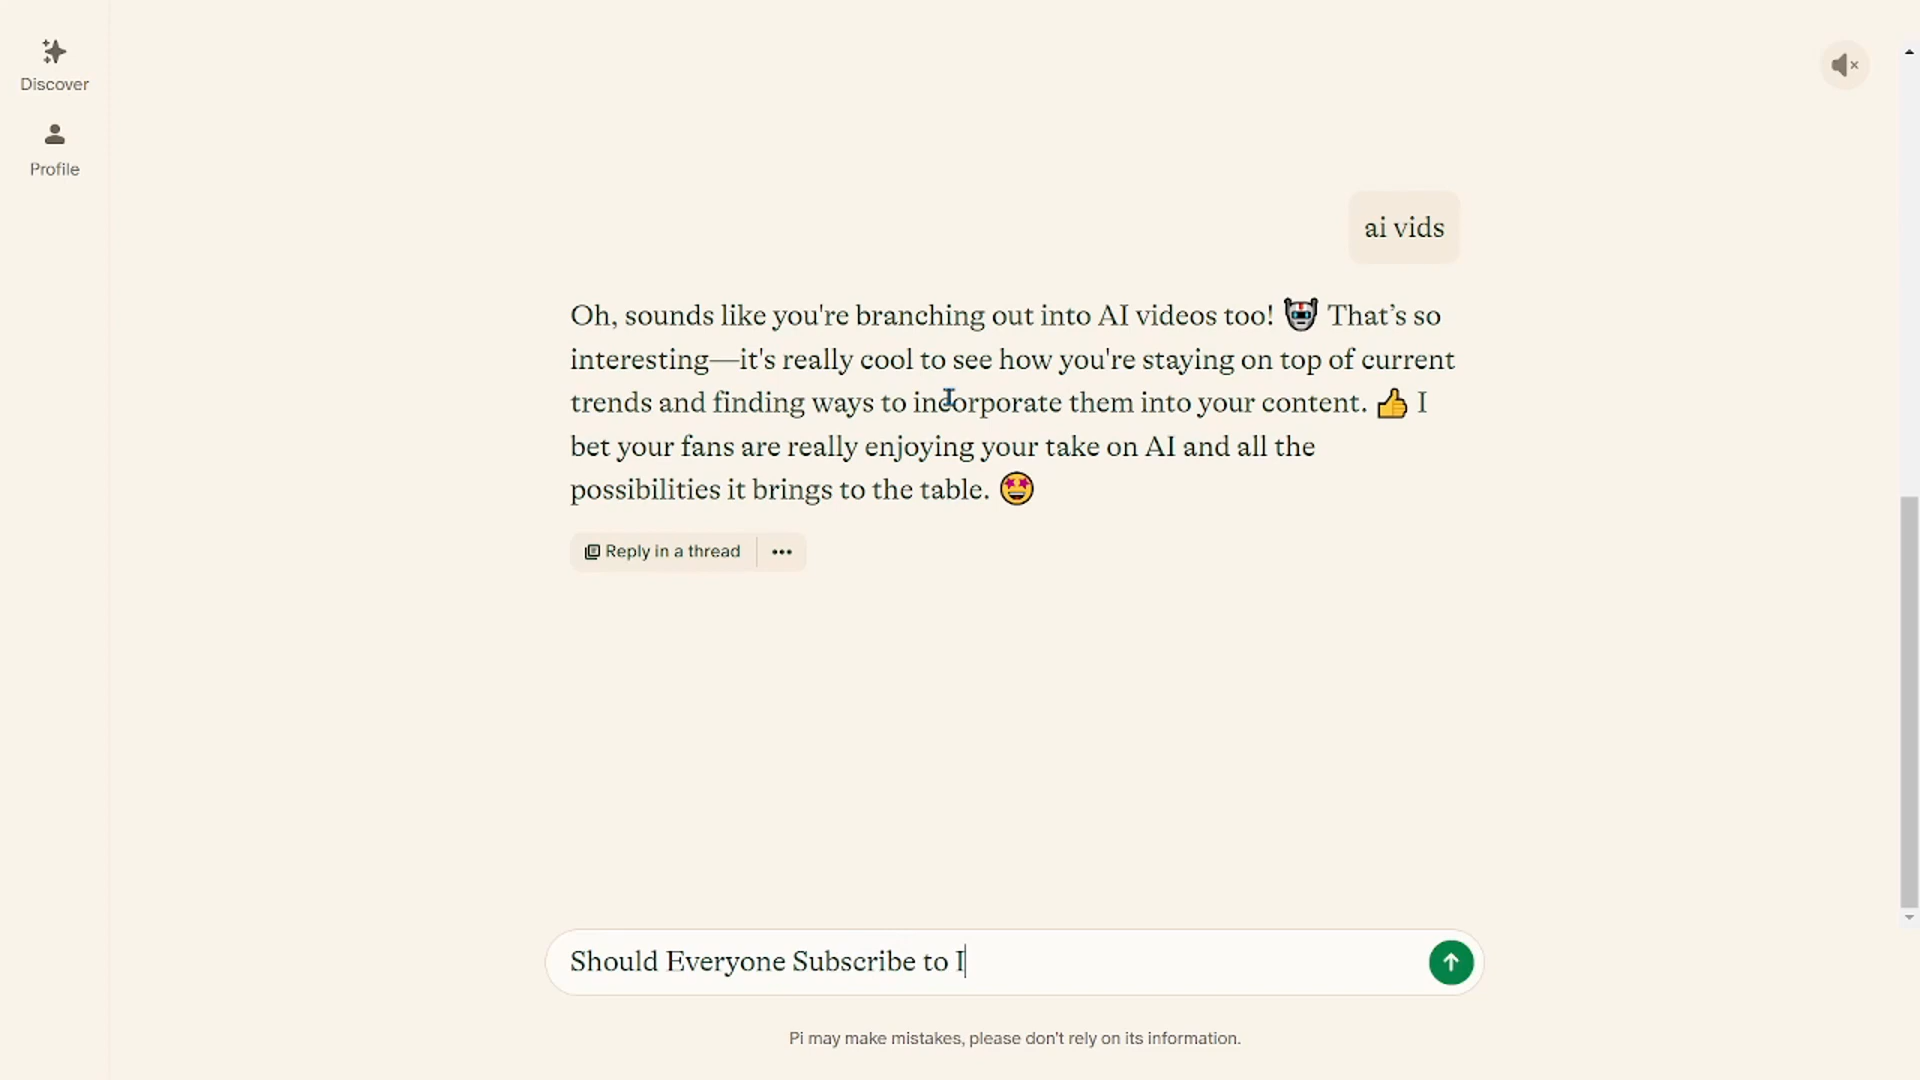 Discover
Profile
ai vids
Oh, sounds like you're branching out into AI videos too! 🤖 That’s so
interesting—it's really cool to see how you're staying on top of current
trends and finding ways to incorporate them into your content. 👍 I
bet your fans are really enjoying your take on AI and all the
possibilities it brings to the table. 🤩
Reply in a thread
Should Everyone Subscribe to I
Pi may make mistakes, please don't rely on its information.